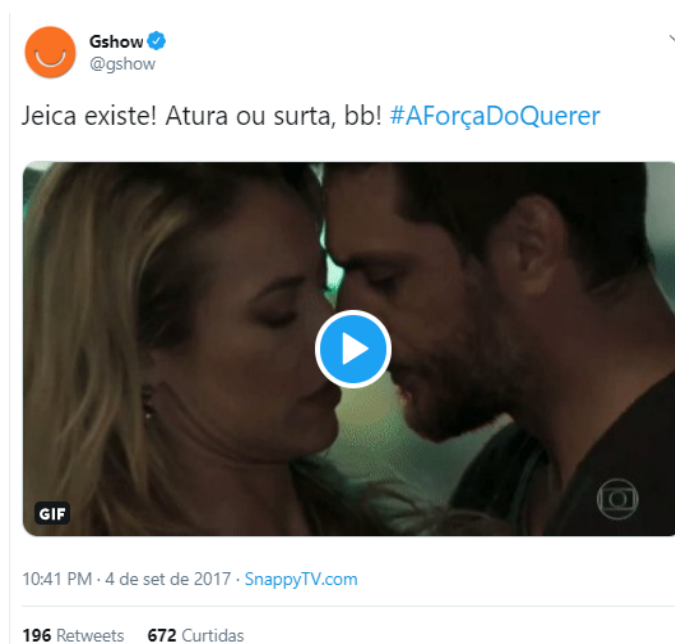 Gshow
@gshow
Jeica existe! Atura ou surta, bb! #AForçaDoQuerer
GIF
10:41 PM · 4 de set de 2017 · SnappyTV.com
196 Retweets 672 Curtidas